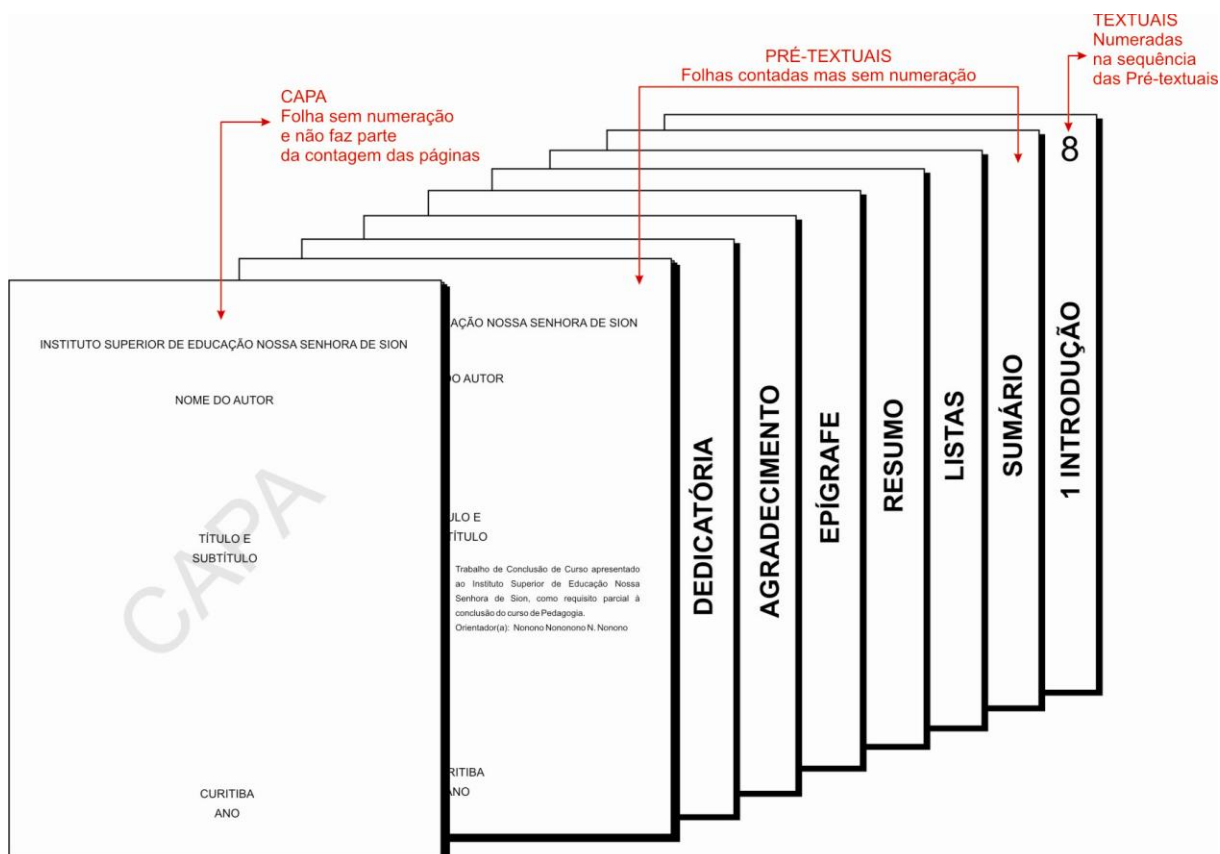 TEXTUAIS
Numeradas
na sequência
das Pré-textuais
PRÉ-TEXTUAIS
Folhas contadas mas sem numeração
CAPA
Folha sem numeração
e não faz parte
da contagem das páginas
INSTITUTO SUPERIOR DE EDUCAÇÃO NOSSA SENHORA DE SION
NOME DO AUTOR
CAPA
TÍTULO E
SUBTÍTULO
CURITIBA
ANO
AÇÃO NOSSA SENHORA DE SION
DO AUTOR
ULO E
TÍTULO
Trabalho de Conclusão de Curso apresentado
ao Instituto Superior de Educação Nossa
Senhora de Sion, como requisito parcial à
conclusão do curso de Pedagogia.
Orientador(a): Nonono Nononono N. Nonono
RITIBA
ANO
DEDICATÓRIA
AGRADECIMENTO
EPÍGRAFE
RESUMO
LISTAS
SUMÁRIO
8
1 INTRODUÇÃO